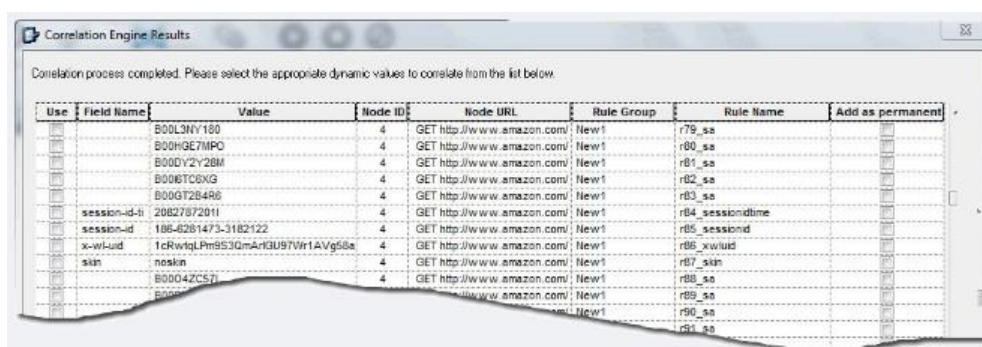 Correlation Engine Results
Correlation process completed. Please select the appropriate dynamic values to correlate from the list below.
Use Field Name Value Node ID Node URL Rule Group Rule Name Add as permanent
B00L3NY180 4 GET http://www.amazon.com/ New1 r79_sa
B00HGE7MPO 4 GET http://www.amazon.com/ New1 r80_sa
B00DY2Y28M 4 GET http://www.amazon.com/ New1 r81_sa
B00I6TC6XG 4 GET http://www.amazon.com/ New1 r82_sa
B00GT2B4R6 4 GET http://www.amazon.com/ New1 r83_sa
session-id-ti 2082787201l 4 GET http://www.amazon.com/ New1 r84_sessionidtime
session-id 186-6281473-3182122 4 GET http://www.amazon.com/ New1 r85_sessionid
x-wl-uid 4 GET http://www.amazon.com/ New1 r86_xwluid
skin noskin 4 GET http://www.amazon.com/ New1 r87_skin
4 GET http://www.amazon.com/ New1 r88_sa
www.amazon.com/ New1 r89_sa
New1 r90_sa
r91_sa